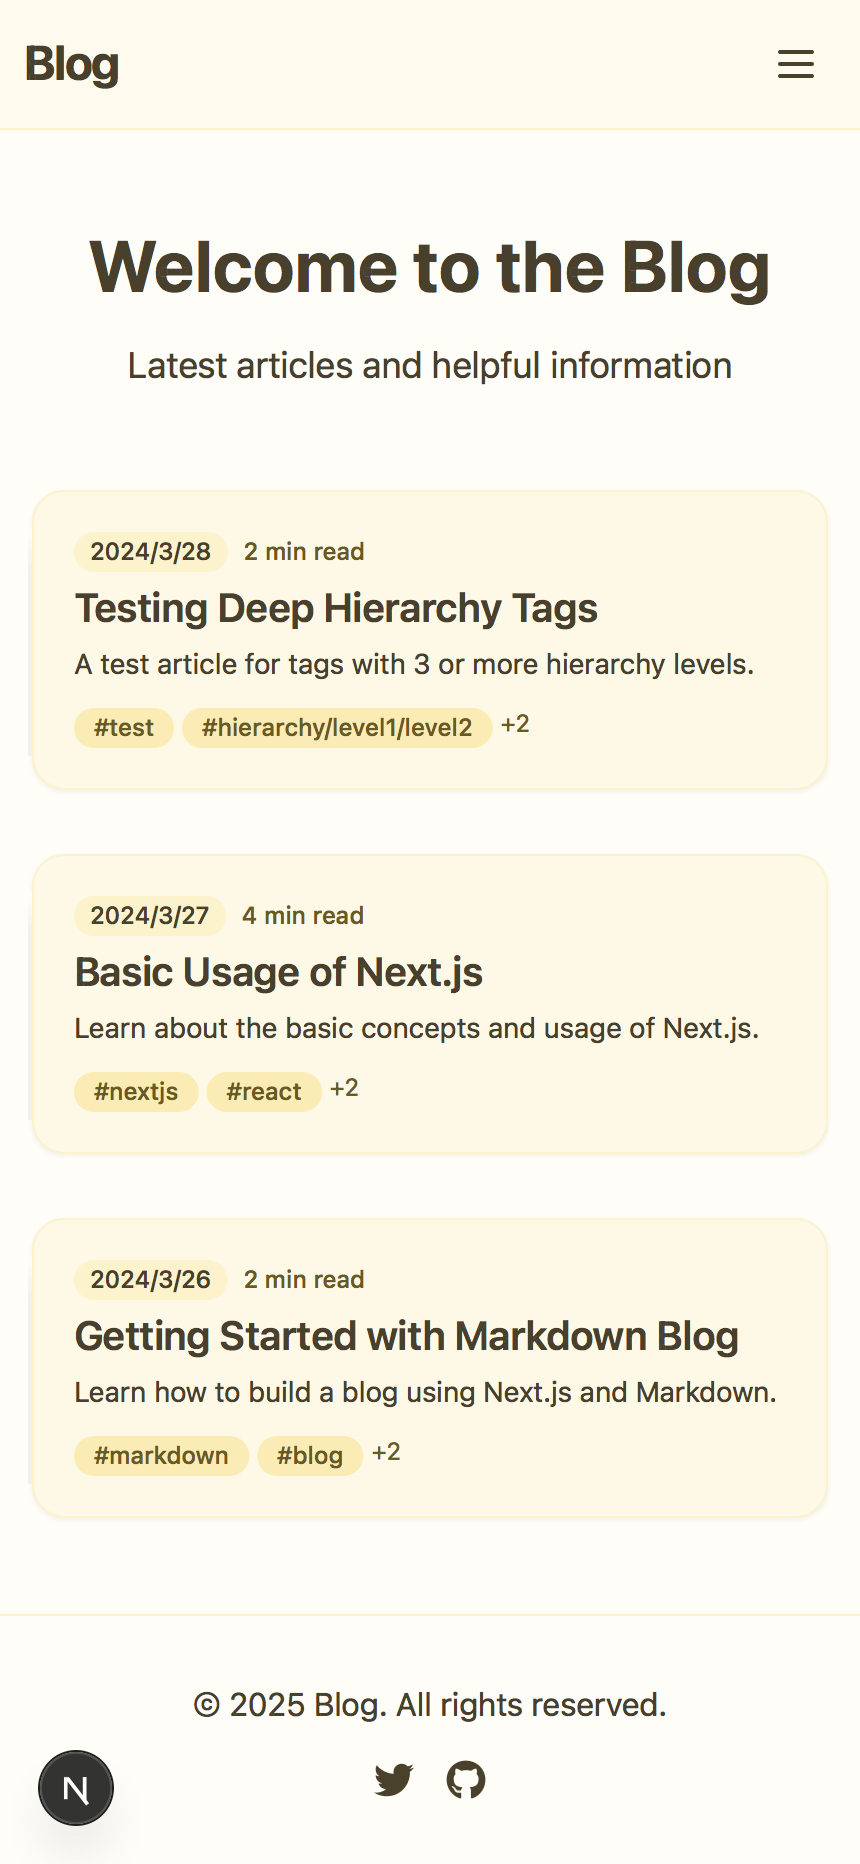 Blog
Welcome to the Blog
Latest articles and helpful information
2024/3/28 2 min read
Testing Deep Hierarchy Tags
A test article for tags with 3 or more hierarchy levels.
#test #hierarchy/level1/level2 +2
2024/3/27 4 min read
Basic Usage of Next.js
Learn about the basic concepts and usage of Next.js.
#nextjs #react +2
2024/3/26 2 min read
Getting Started with Markdown Blog
Learn how to build a blog using Next.js and Markdown.
#markdown #blog +2
© 2025 Blog. All rights reserved.
N